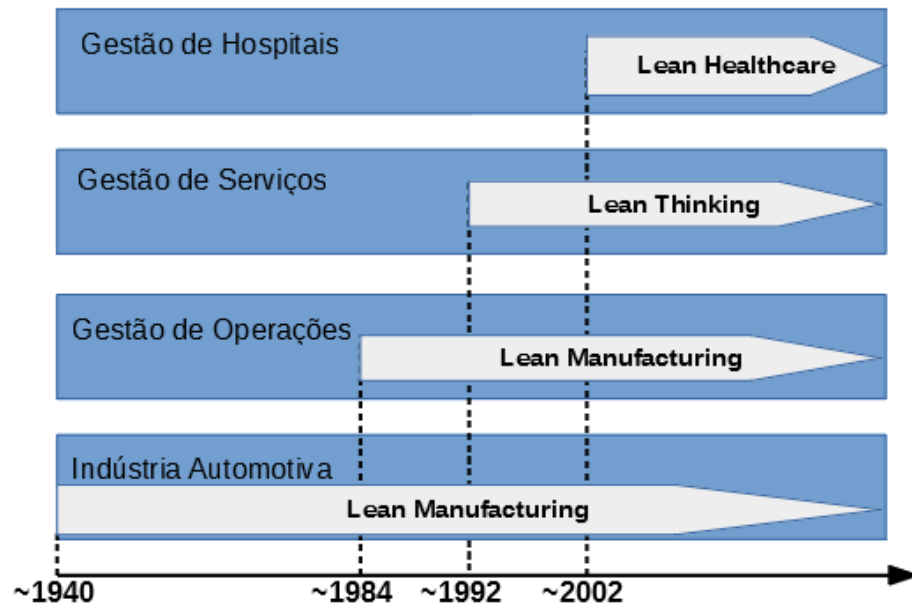 Gestão de Hospitais
Lean Healthcare
Gestão de Serviços
Lean Thinking
Gestão de Operações
Lean Manufacturing
Indústria Automotiva
Lean Manufacturing
~1940 ~1984 ~1992 ~2002